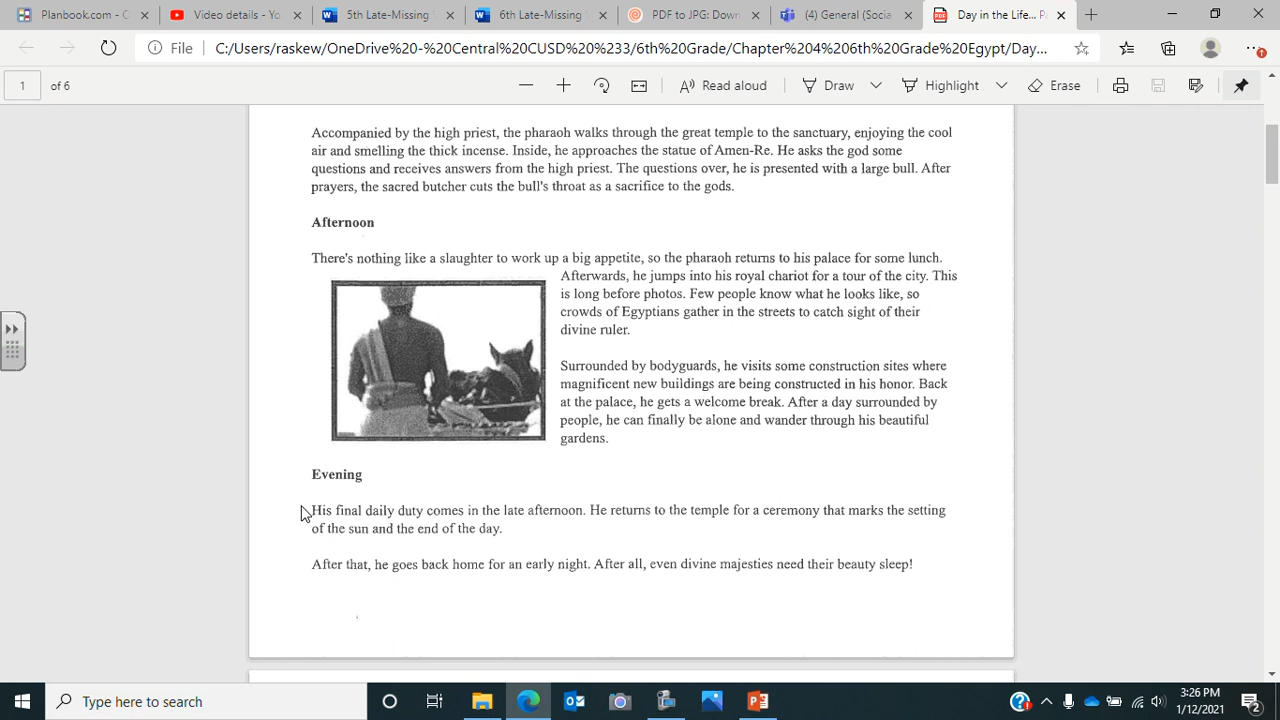 Planbook.com - C
Video details - Yo
5th Late-Missing
6th Late-Missing
PDF to JPG: Down
(4) General (Socia
Day in the Life... P
File C:/Users/raskew/OneDrive%20-%20Central%20CUSD%20%233/6th%20Grade/Chapter%204%206th%20Grade%20Egypt/Day...
1 of 6 Read aloud Draw Highlight Erase
Accompanied by the high priest, the pharaoh walks through the great temple to the sanctuary, enjoying the cool
air and smelling the thick incense. Inside, he approaches the statue of Amen-Re. He asks the god some
questions and receives answers from the high priest. The questions over, he is presented with a large bull. After
prayers, the sacred butcher cuts the bull's throat as a sacrifice to the gods.
Afternoon
There's nothing like a slaughter to work up a big appetite, so the pharaoh returns to his palace for some lunch.
Afterwards, he jumps into his royal chariot for a tour of the city. This
is long before photos. Few people know what he looks like, so
crowds of Egyptians gather in the streets to catch sight of their
divine ruler.
Surrounded by bodyguards, he visits some construction sites where
magnificent new buildings are being constructed in his honor. Back
at the palace, he gets a welcome break. After a day surrounded by
people, he can finally be alone and wander through his beautiful
gardens.
Evening
His final daily duty comes in the late afternoon. He returns to the temple for a ceremony that marks the setting
of the sun and the end of the day.
After that, he goes back home for an early night. After all, even divine majesties need their beauty sleep!
Type here to search
3:26 PM
1/12/2021
2